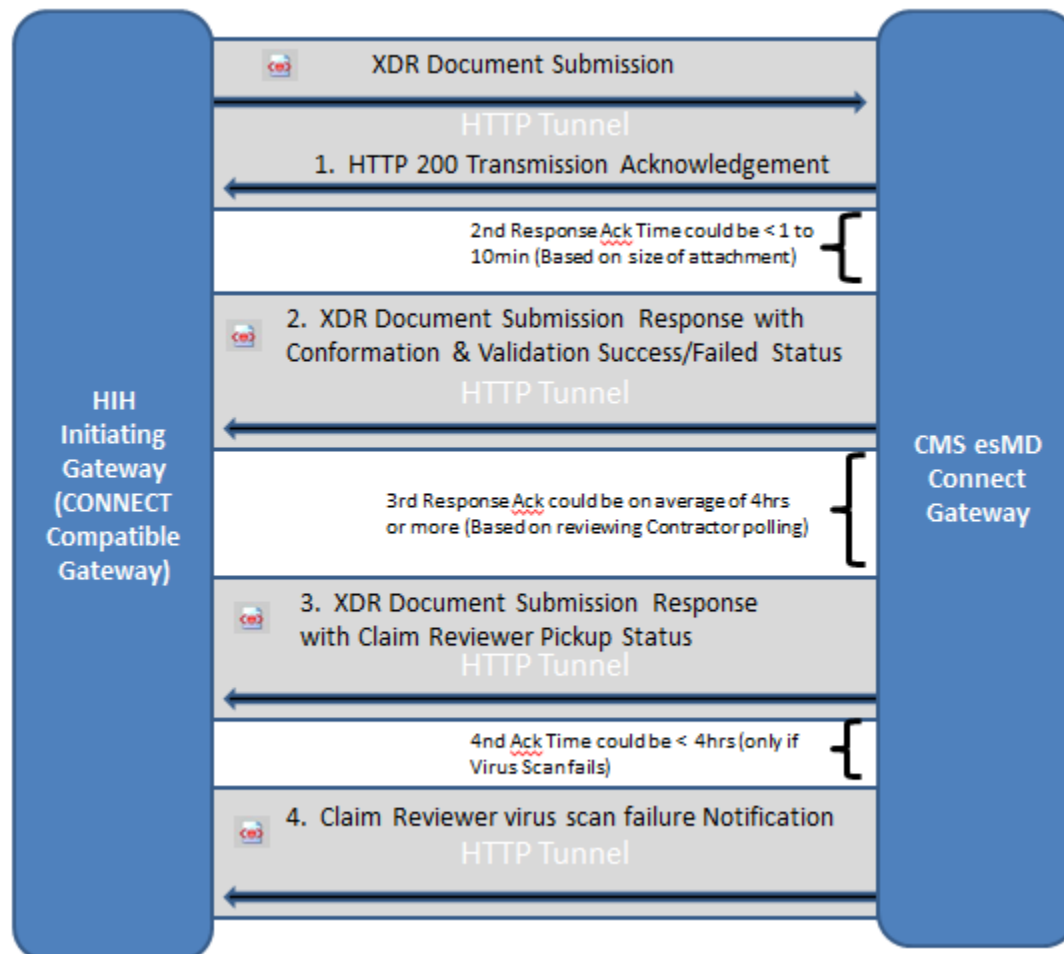 XDR Document Submission
HTTP Tunnel
1. HTTP 200 Transmission Acknowledgement
2nd Response Ack Time could be < 1 to
10min (Based on size of attachment)
2. XDR Document Submission Response with
Conformation & Validation Success/Failed Status
HTTP Tunnel
HIH
Initiating
Gateway
(CONNECT
Compatible
Gateway)
CMS esMD
Connect
Gateway
3rd Response Ack could be on average of 4hrs
or more (Based on reviewing Contractor polling)
3. XDR Document Submission Response
with Claim Reviewer Pickup Status
HTTP Tunnel
4nd Ack Time could be < 4hrs (only if
Virus Scan fails)
4. Claim Reviewer virus scan failure Notification
HTTP Tunnel